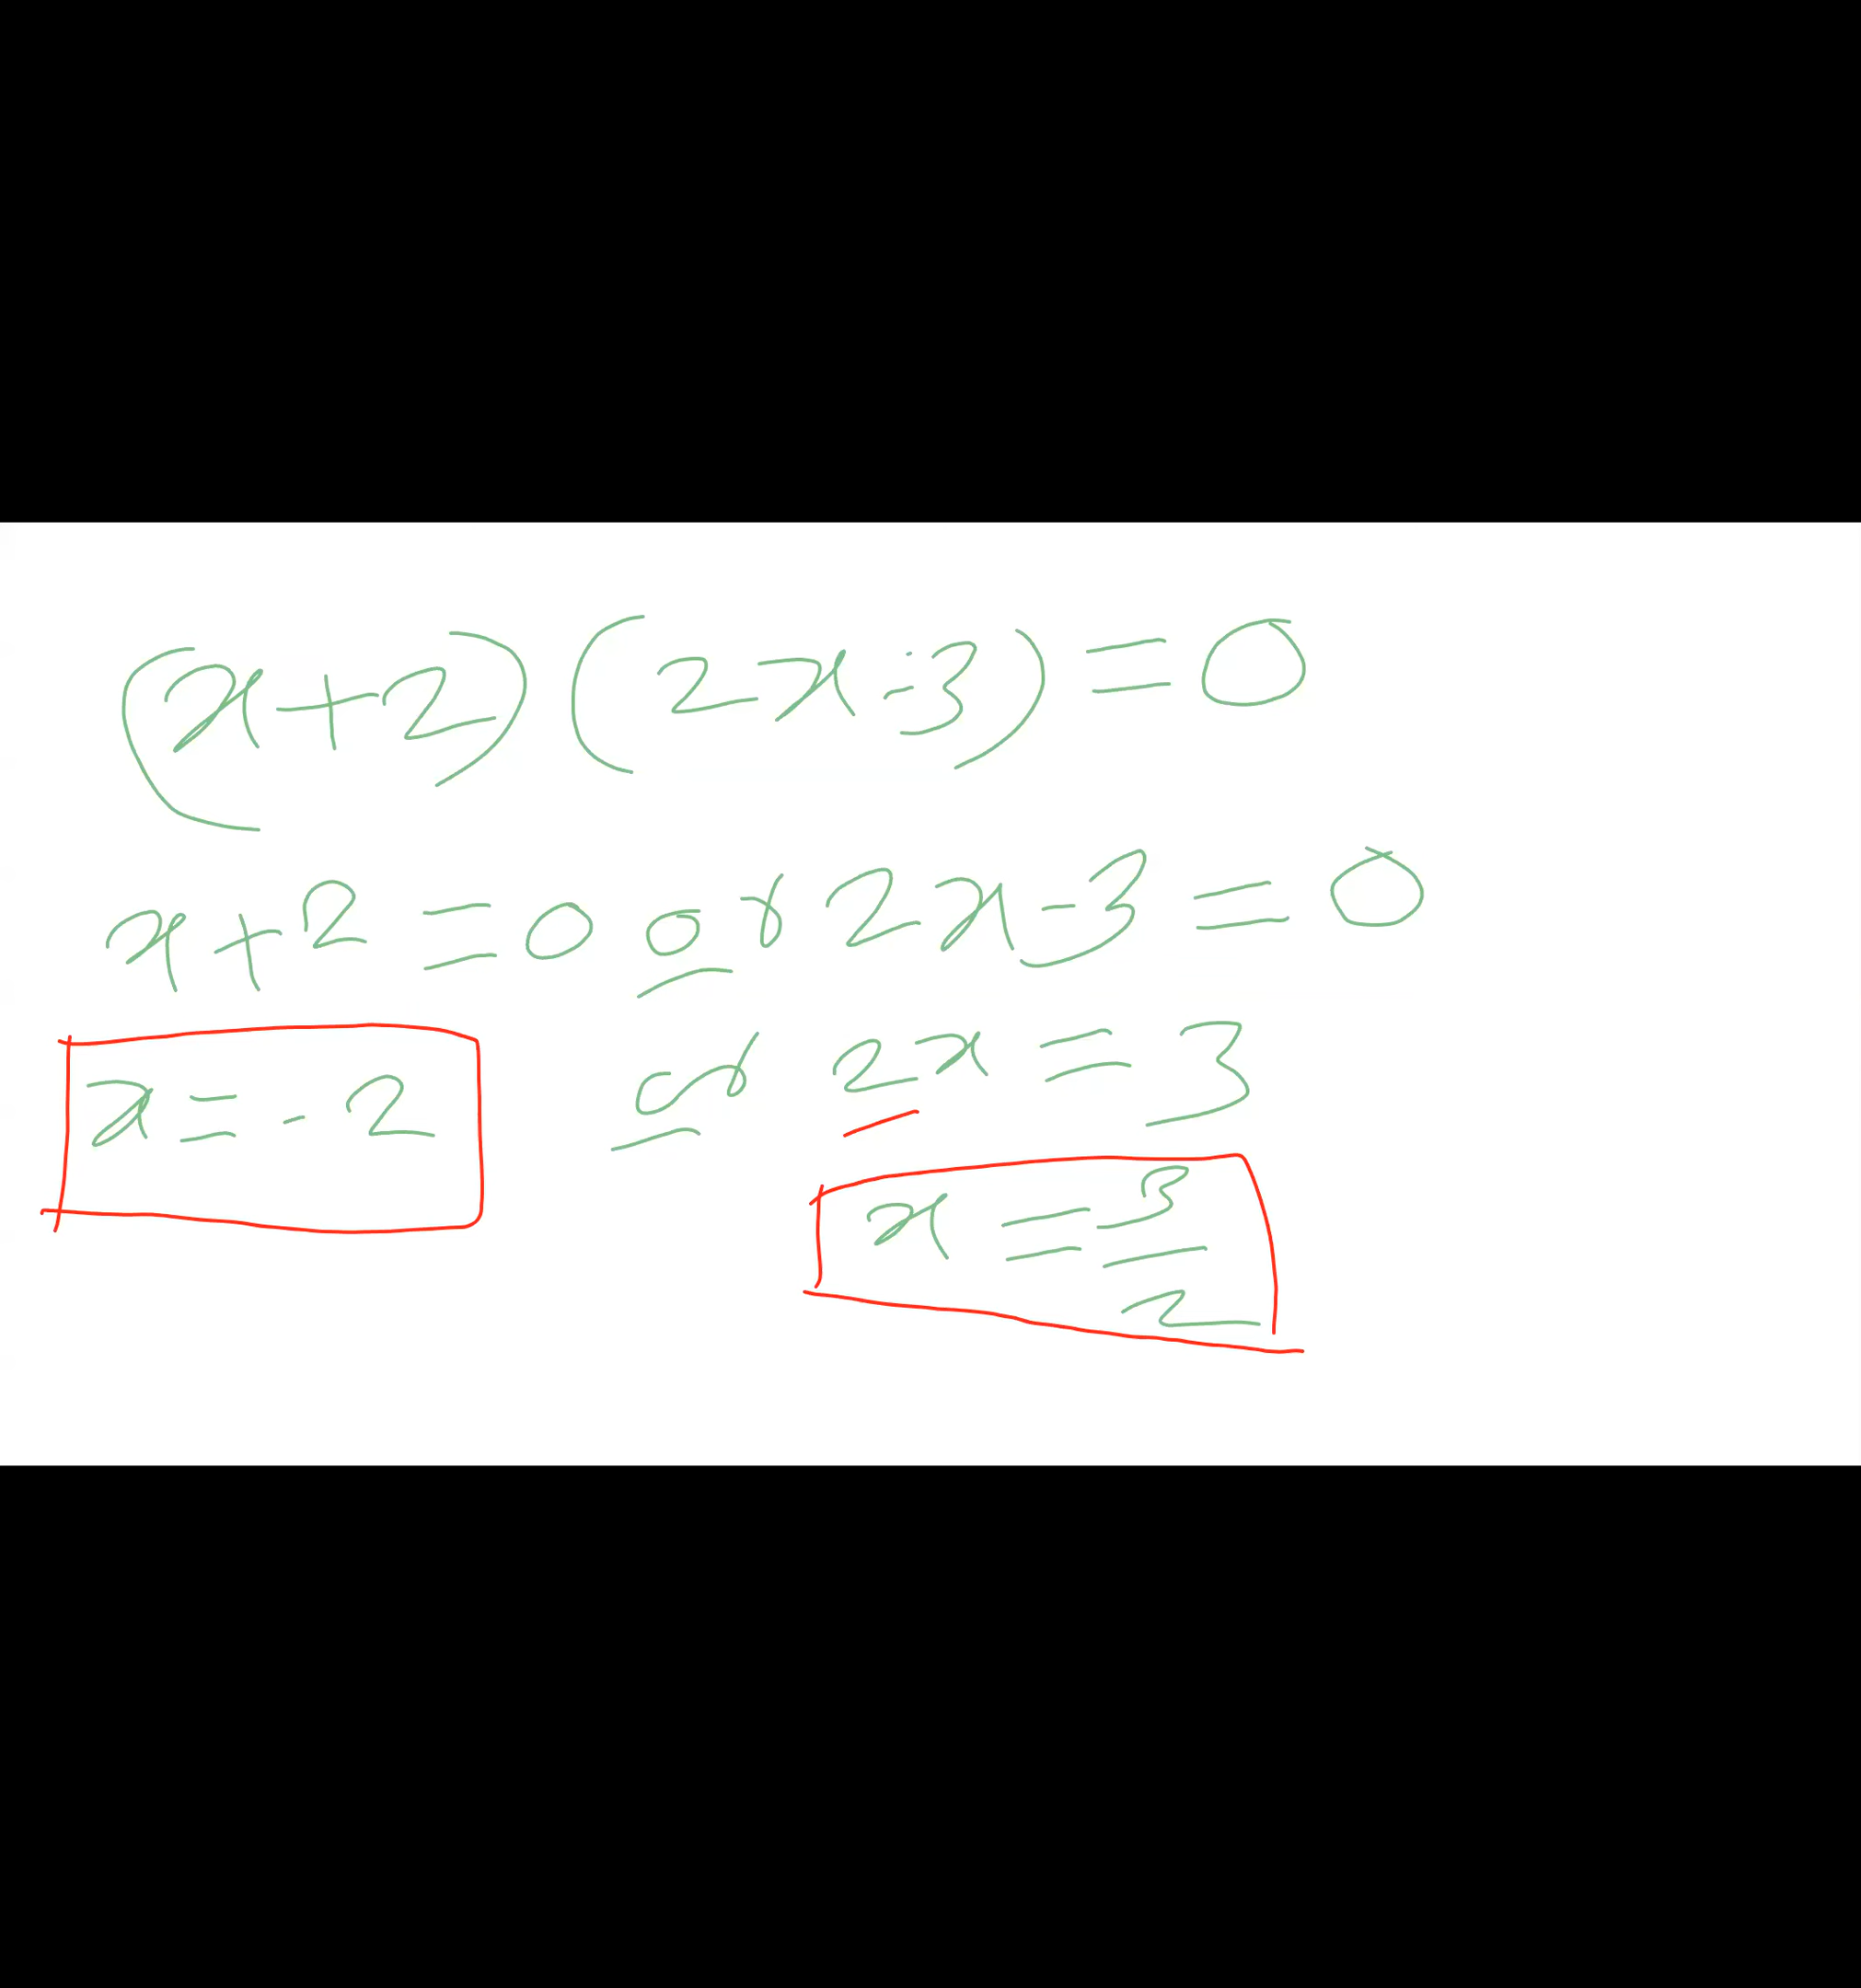 (x+2)(2x-3)=0
x+2=0 or 2x-3=0
x=-2 or 2x=3
x=3/2